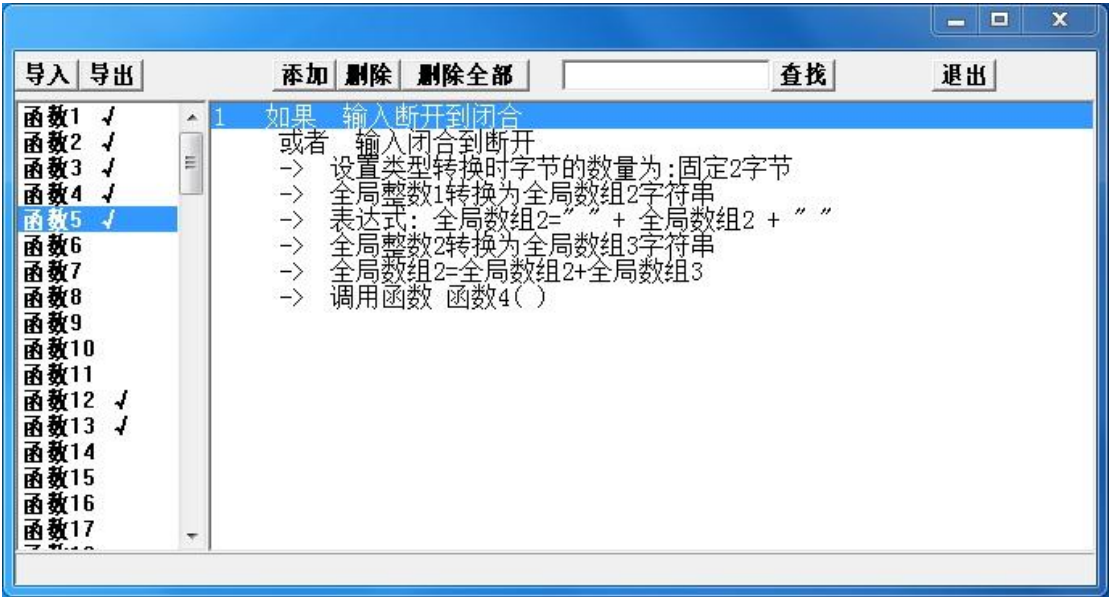 导入 导出 添加 删除 删除全部 查找 退出
函数1 √
函数2 √
函数3 √
函数4 √
函数5 √
函数6
函数7
函数8
函数9
函数10
函数11
函数12 √
函数13 √
函数14
函数15
函数16
函数17
1 如果 输入断开到闭合
或者 输入闭合到断开
-> 设置类型转换时字节的数量为:固定2字节
-> 全局整数1转换为全局数组2字符串
-> 表达式: 全局数组2=" " + 全局数组2 + " "
-> 全局整数2转换为全局数组3字符串
-> 全局数组2=全局数组2+全局数组3
-> 调用函数 函数4( )